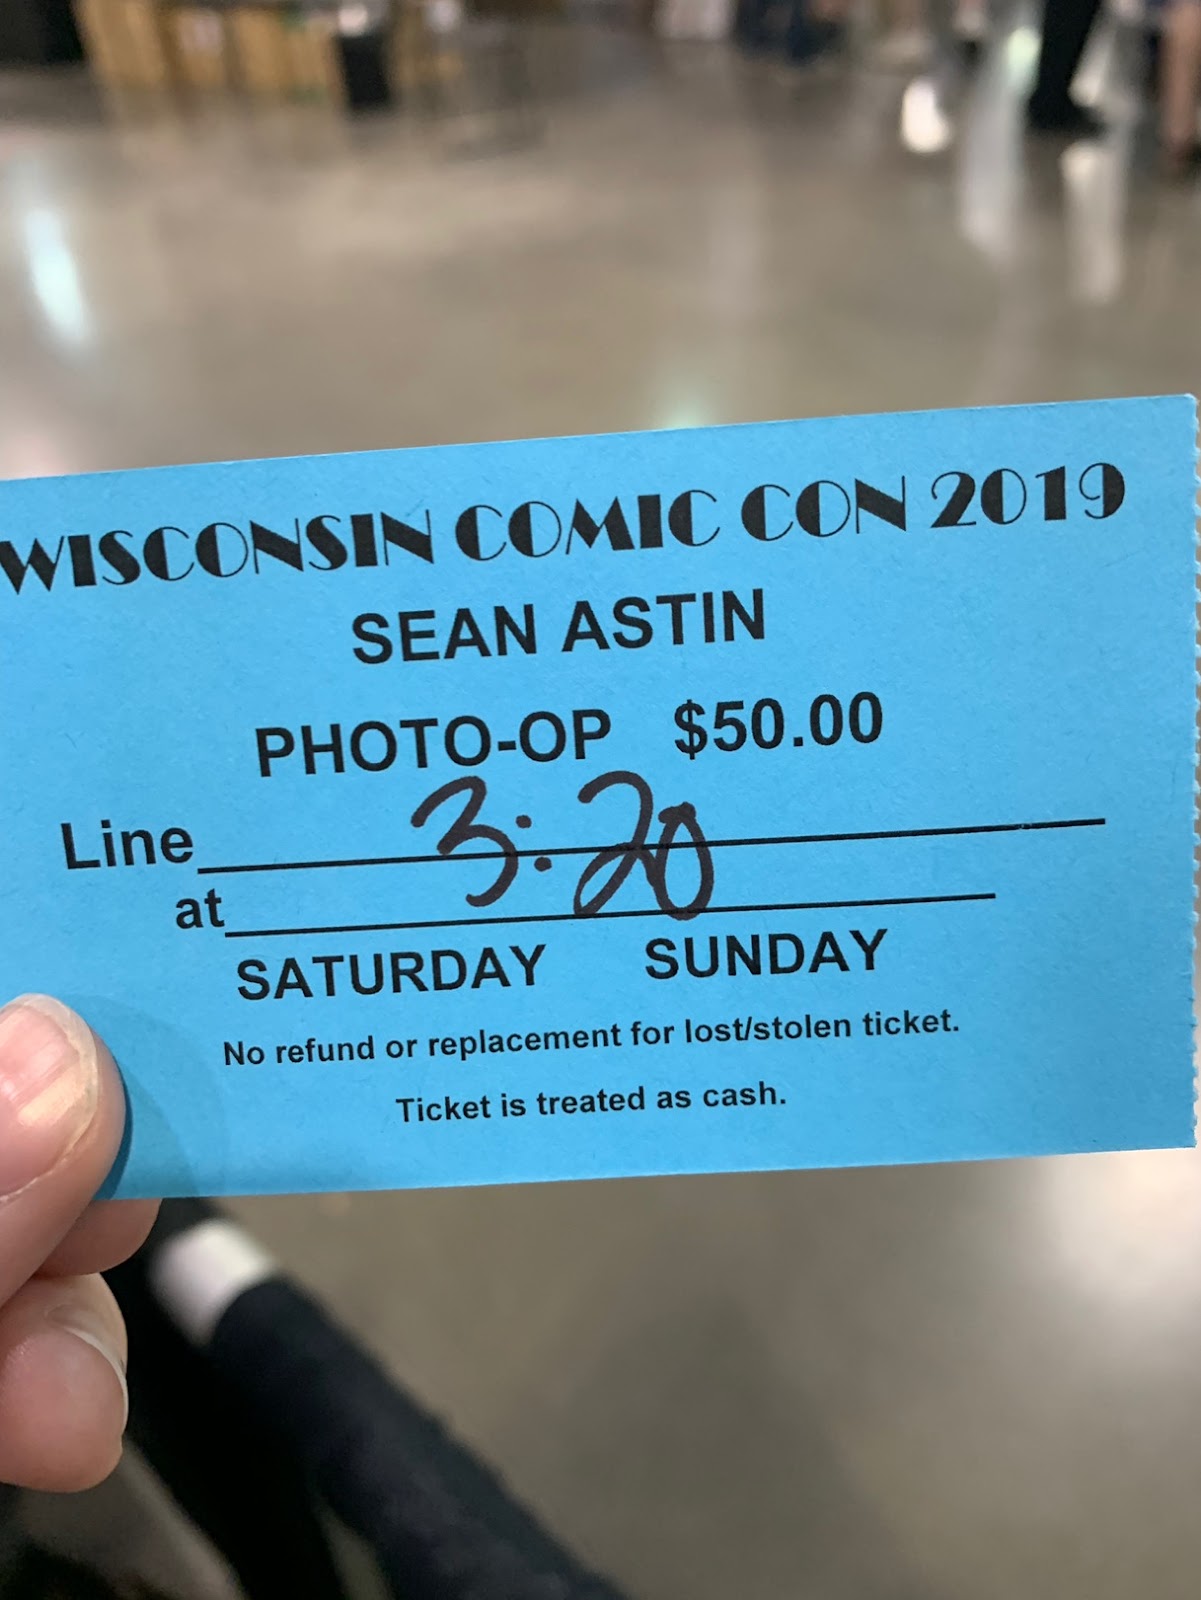 WISCONSIN COMIC CON 2019
SEAN ASTIN
PHOTO-OP $50.00
Line 3:20
at
SATURDAY SUNDAY
No refund or replacement for lost/stolen ticket.
Ticket is treated as cash.